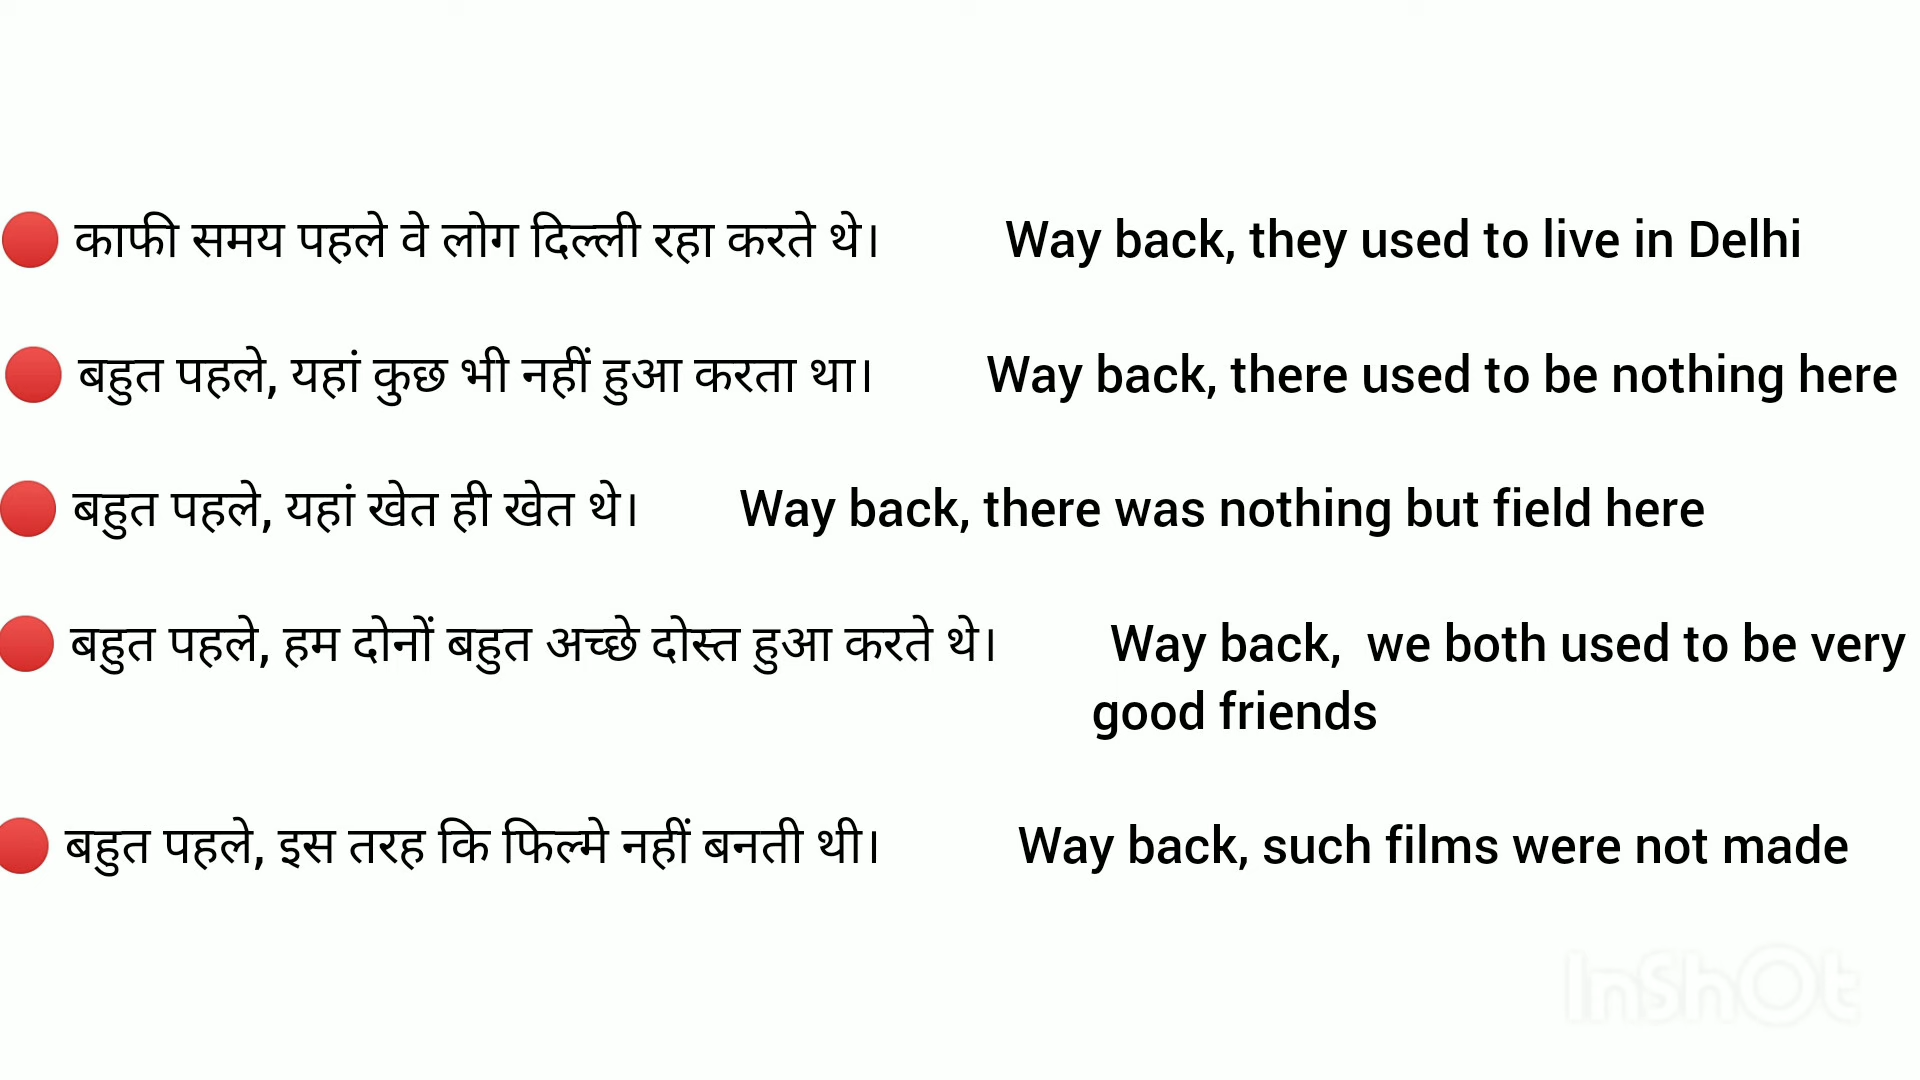 🔴 काफी समय पहले वे लोग दिल्ली रहा करते थे। Way back, they used to live in Delhi
🔴 बहुत पहले, यहां कुछ भी नहीं हुआ करता था। Way back, there used to be nothing here
🔴 बहुत पहले, यहां खेत ही खेत थे। Way back, there was nothing but field here
🔴 बहुत पहले, हम दोनों बहुत अच्छे दोस्त हुआ करते थे। Way back, we both used to be very
good friends
🔴 बहुत पहले, इस तरह कि फिल्मे नहीं बनती थी। Way back, such films were not made
InShOt